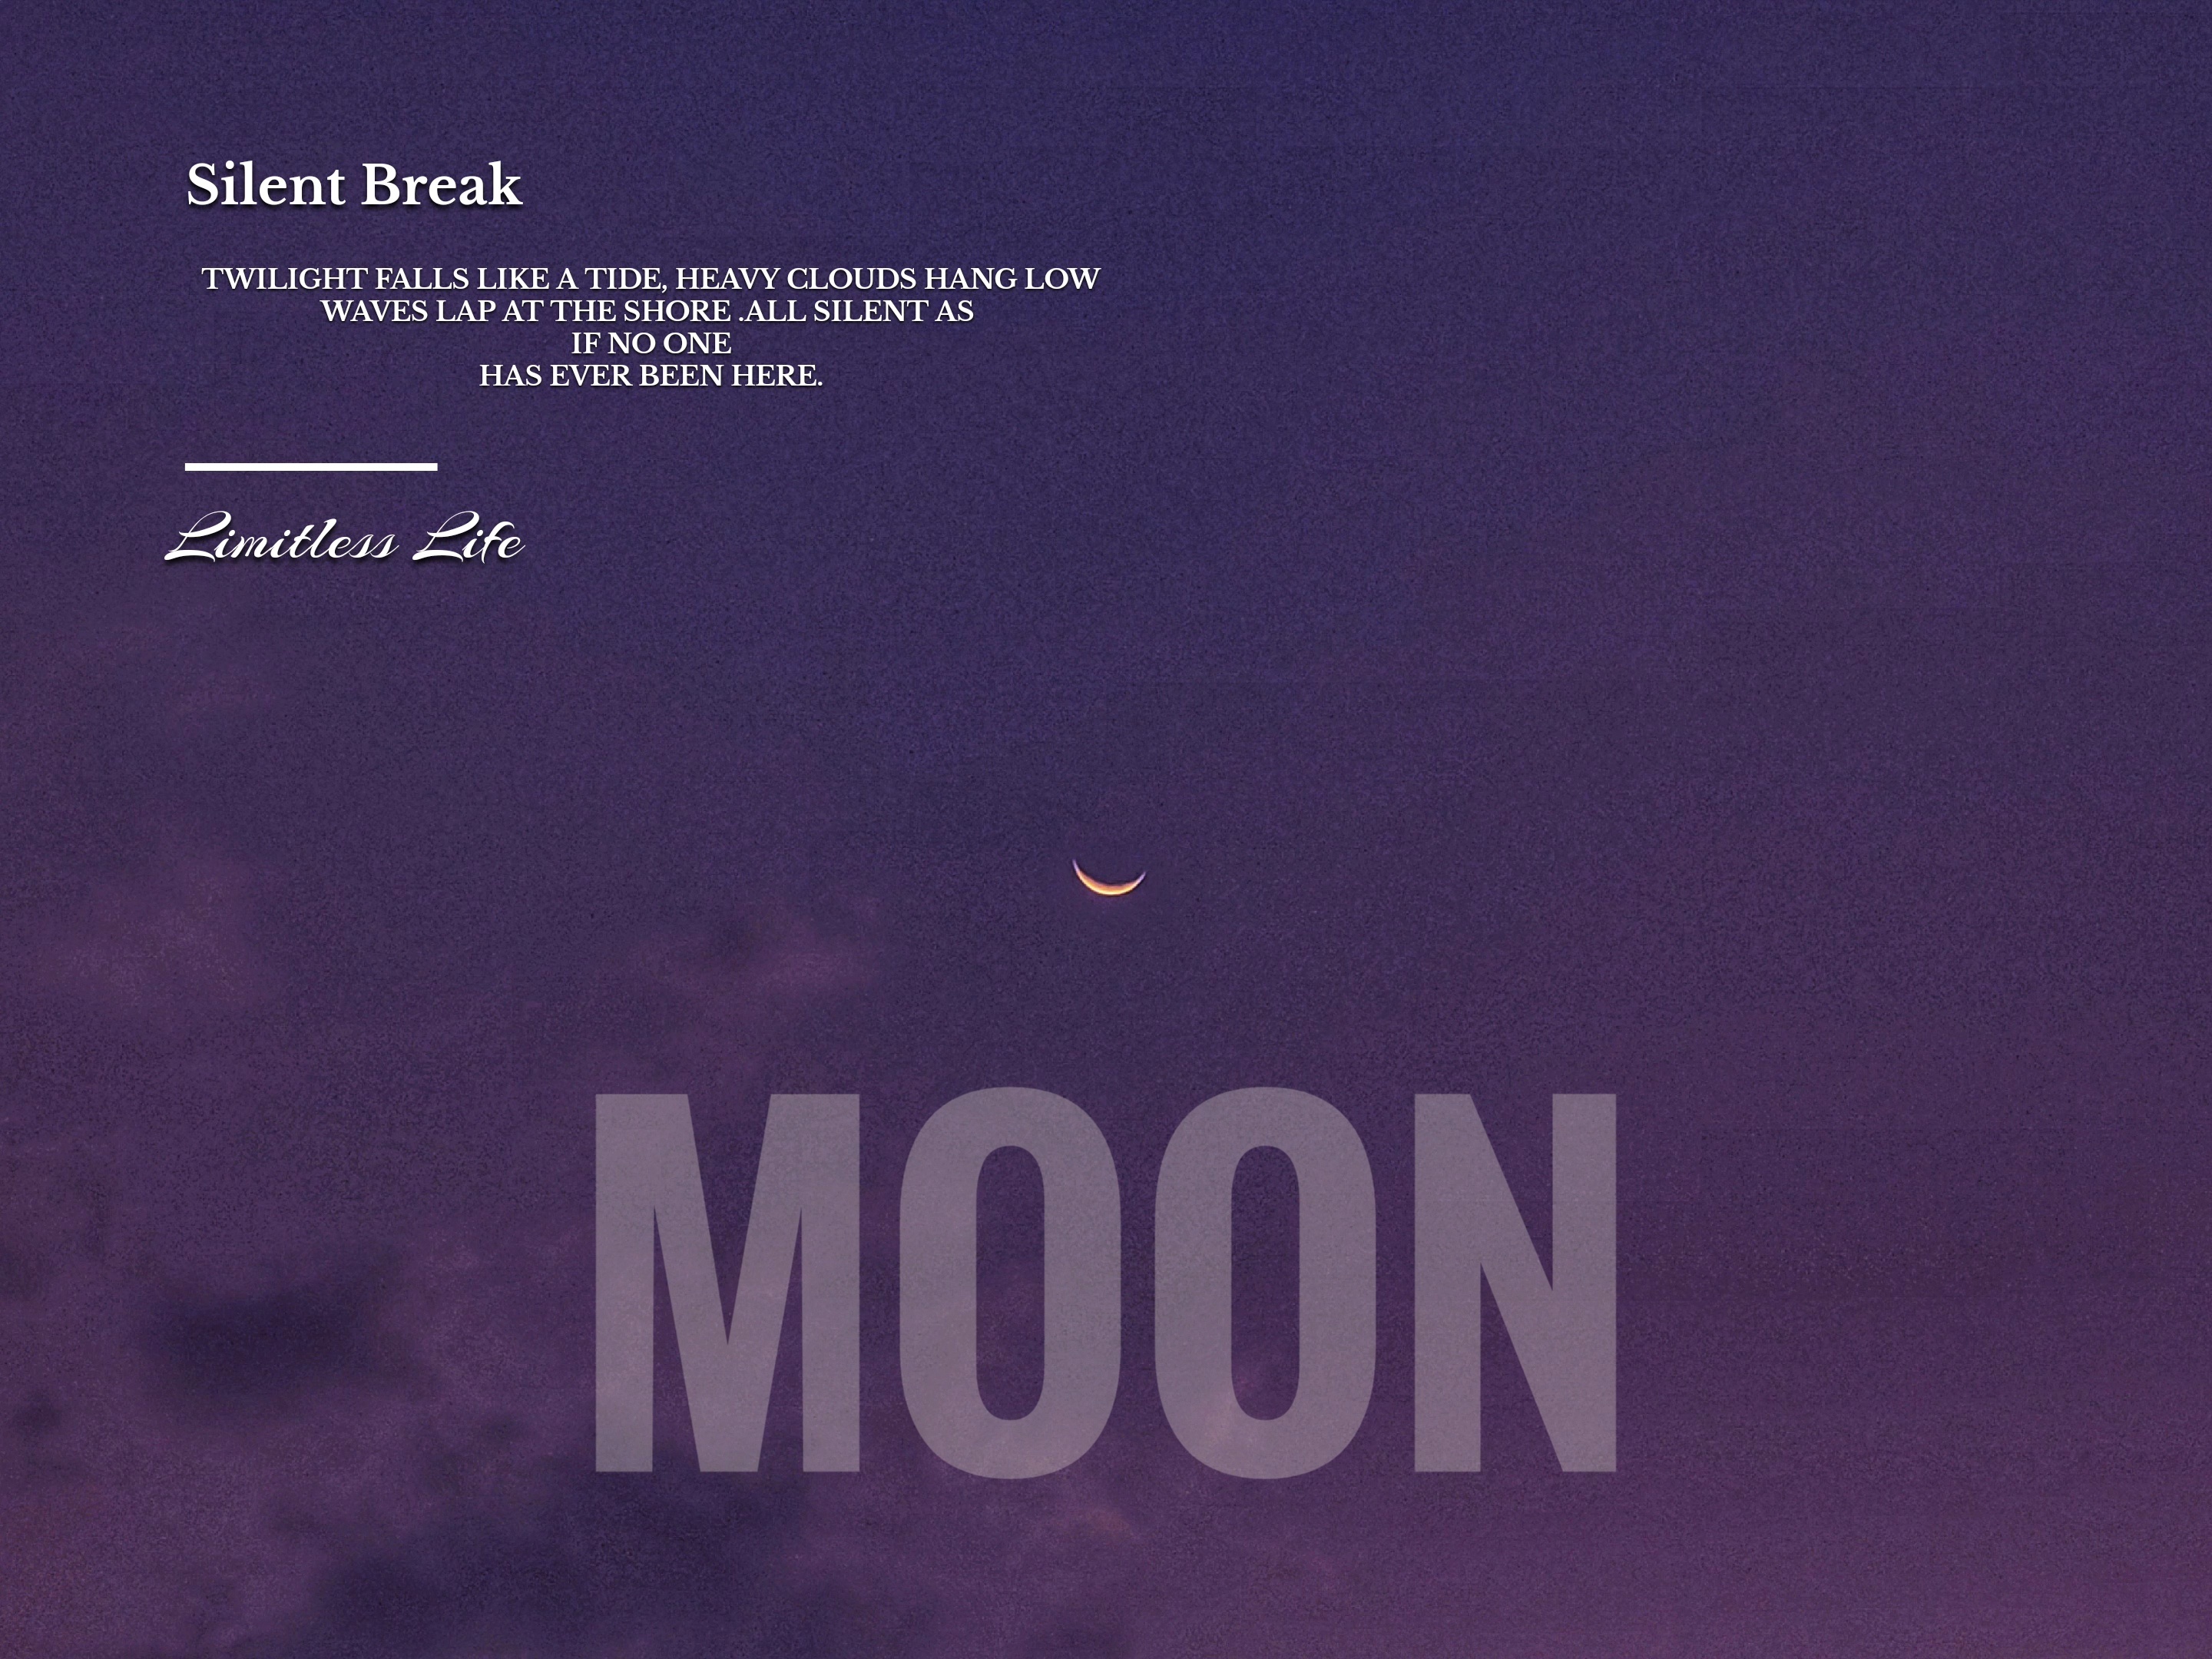 Silent Break
TWILIGHT FALLS LIKE A TIDE, HEAVY CLOUDS HANG LOW
WAVES LAP AT THE SHORE .ALL SILENT AS
IF NO ONE
HAS EVER BEEN HERE.
Limitless Life
MOON